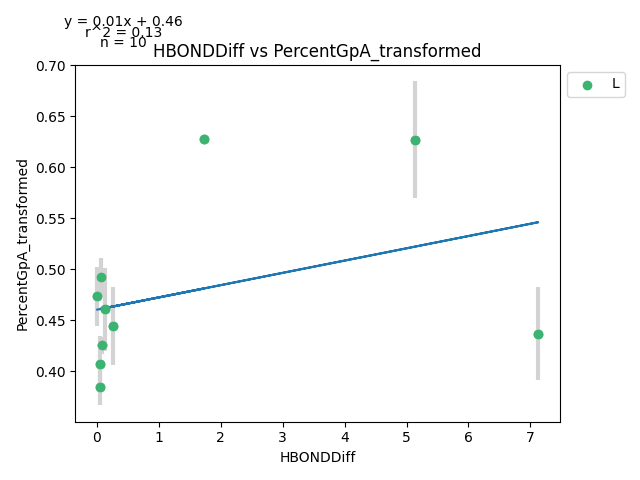 y = 0.01x + 0.46
r^2 = 0.13
n = 10
HBONDDiff vs PercentGpA_transformed
L
0.70
0.65
0.60
0.55
0.50
0.45
0.40
PercentGpA_transformed
0 1 2 3 4 5 6 7
HBONDDiff